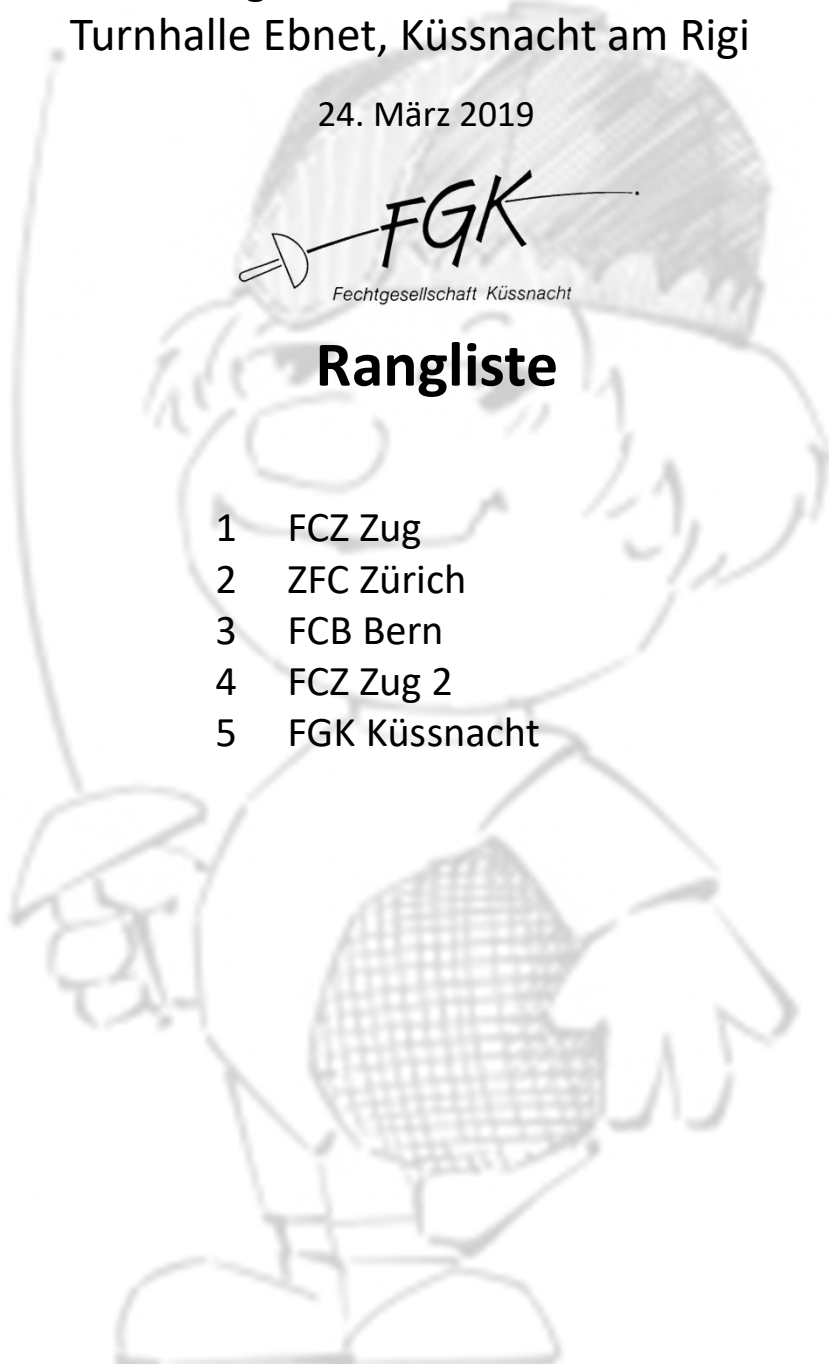 Turnhalle Ebnet, Küssnacht am Rigi
24. März 2019
FGK
Fechtgesellschaft Küssnacht
Rangliste
1 FCZ Zug
2 ZFC Zürich
3 FCB Bern
4 FCZ Zug 2
5 FGK Küssnacht